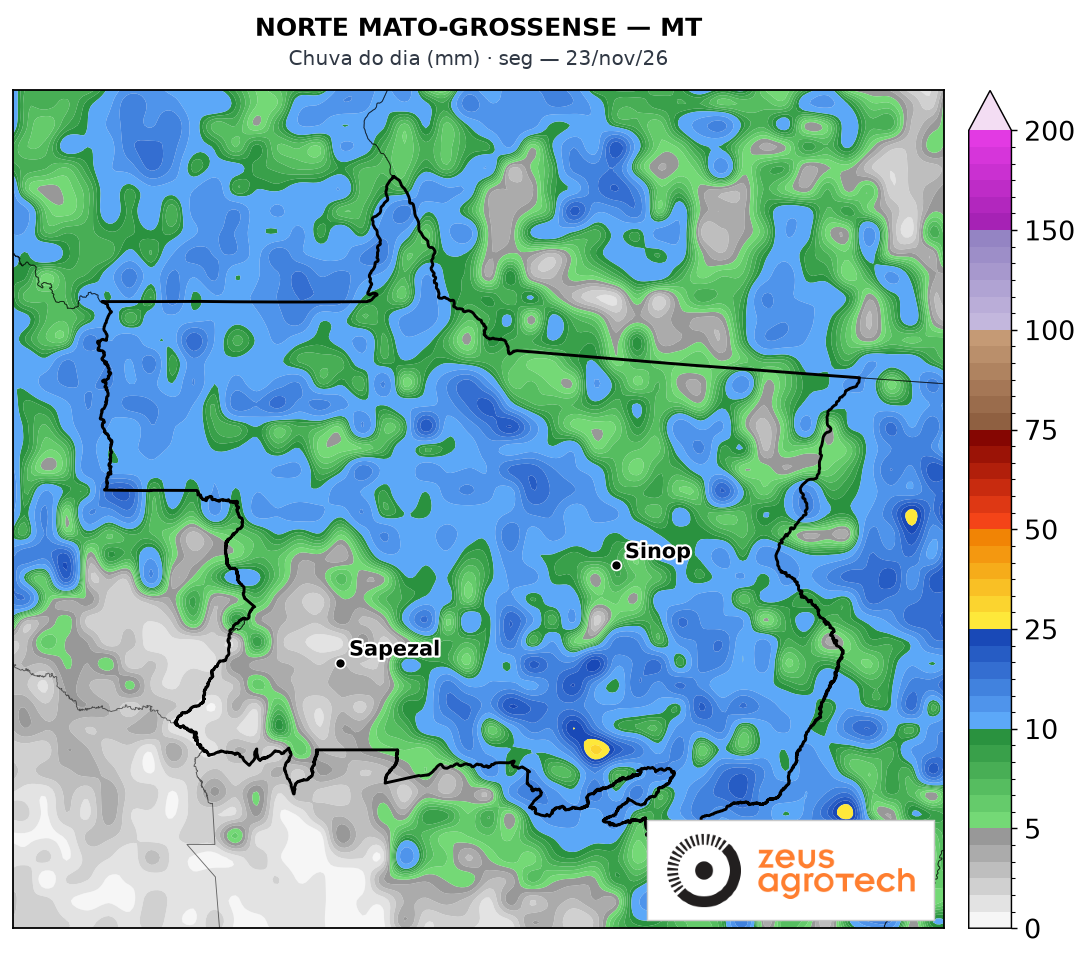 NORTE MATO-GROSSENSE — MT
Chuva do dia (mm) · seg — 23/nov/26
200
150
100
75
50
25
10
5
0
Sinop
Sapezal
zeus
agrotech